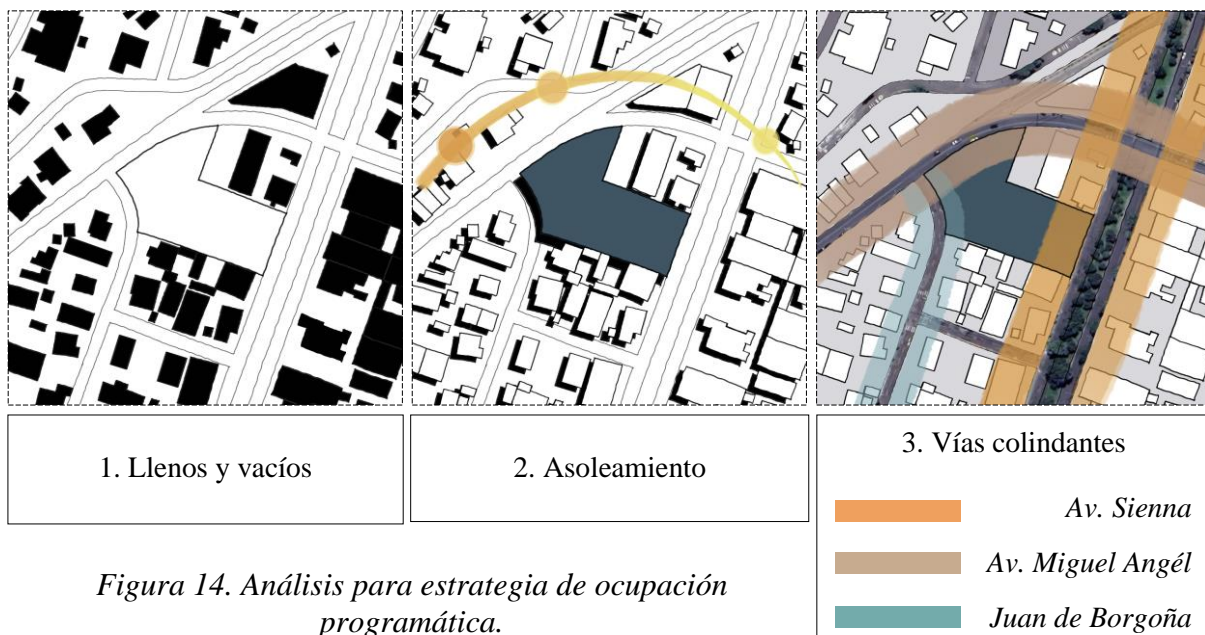 1. Llenos y vacíos
2. Asoleamiento
3. Vías colindantes
Av. Sienna
Av. Miguel Angél
Juan de Borgoña
Figura 14. Análisis para estrategia de ocupación
programática.